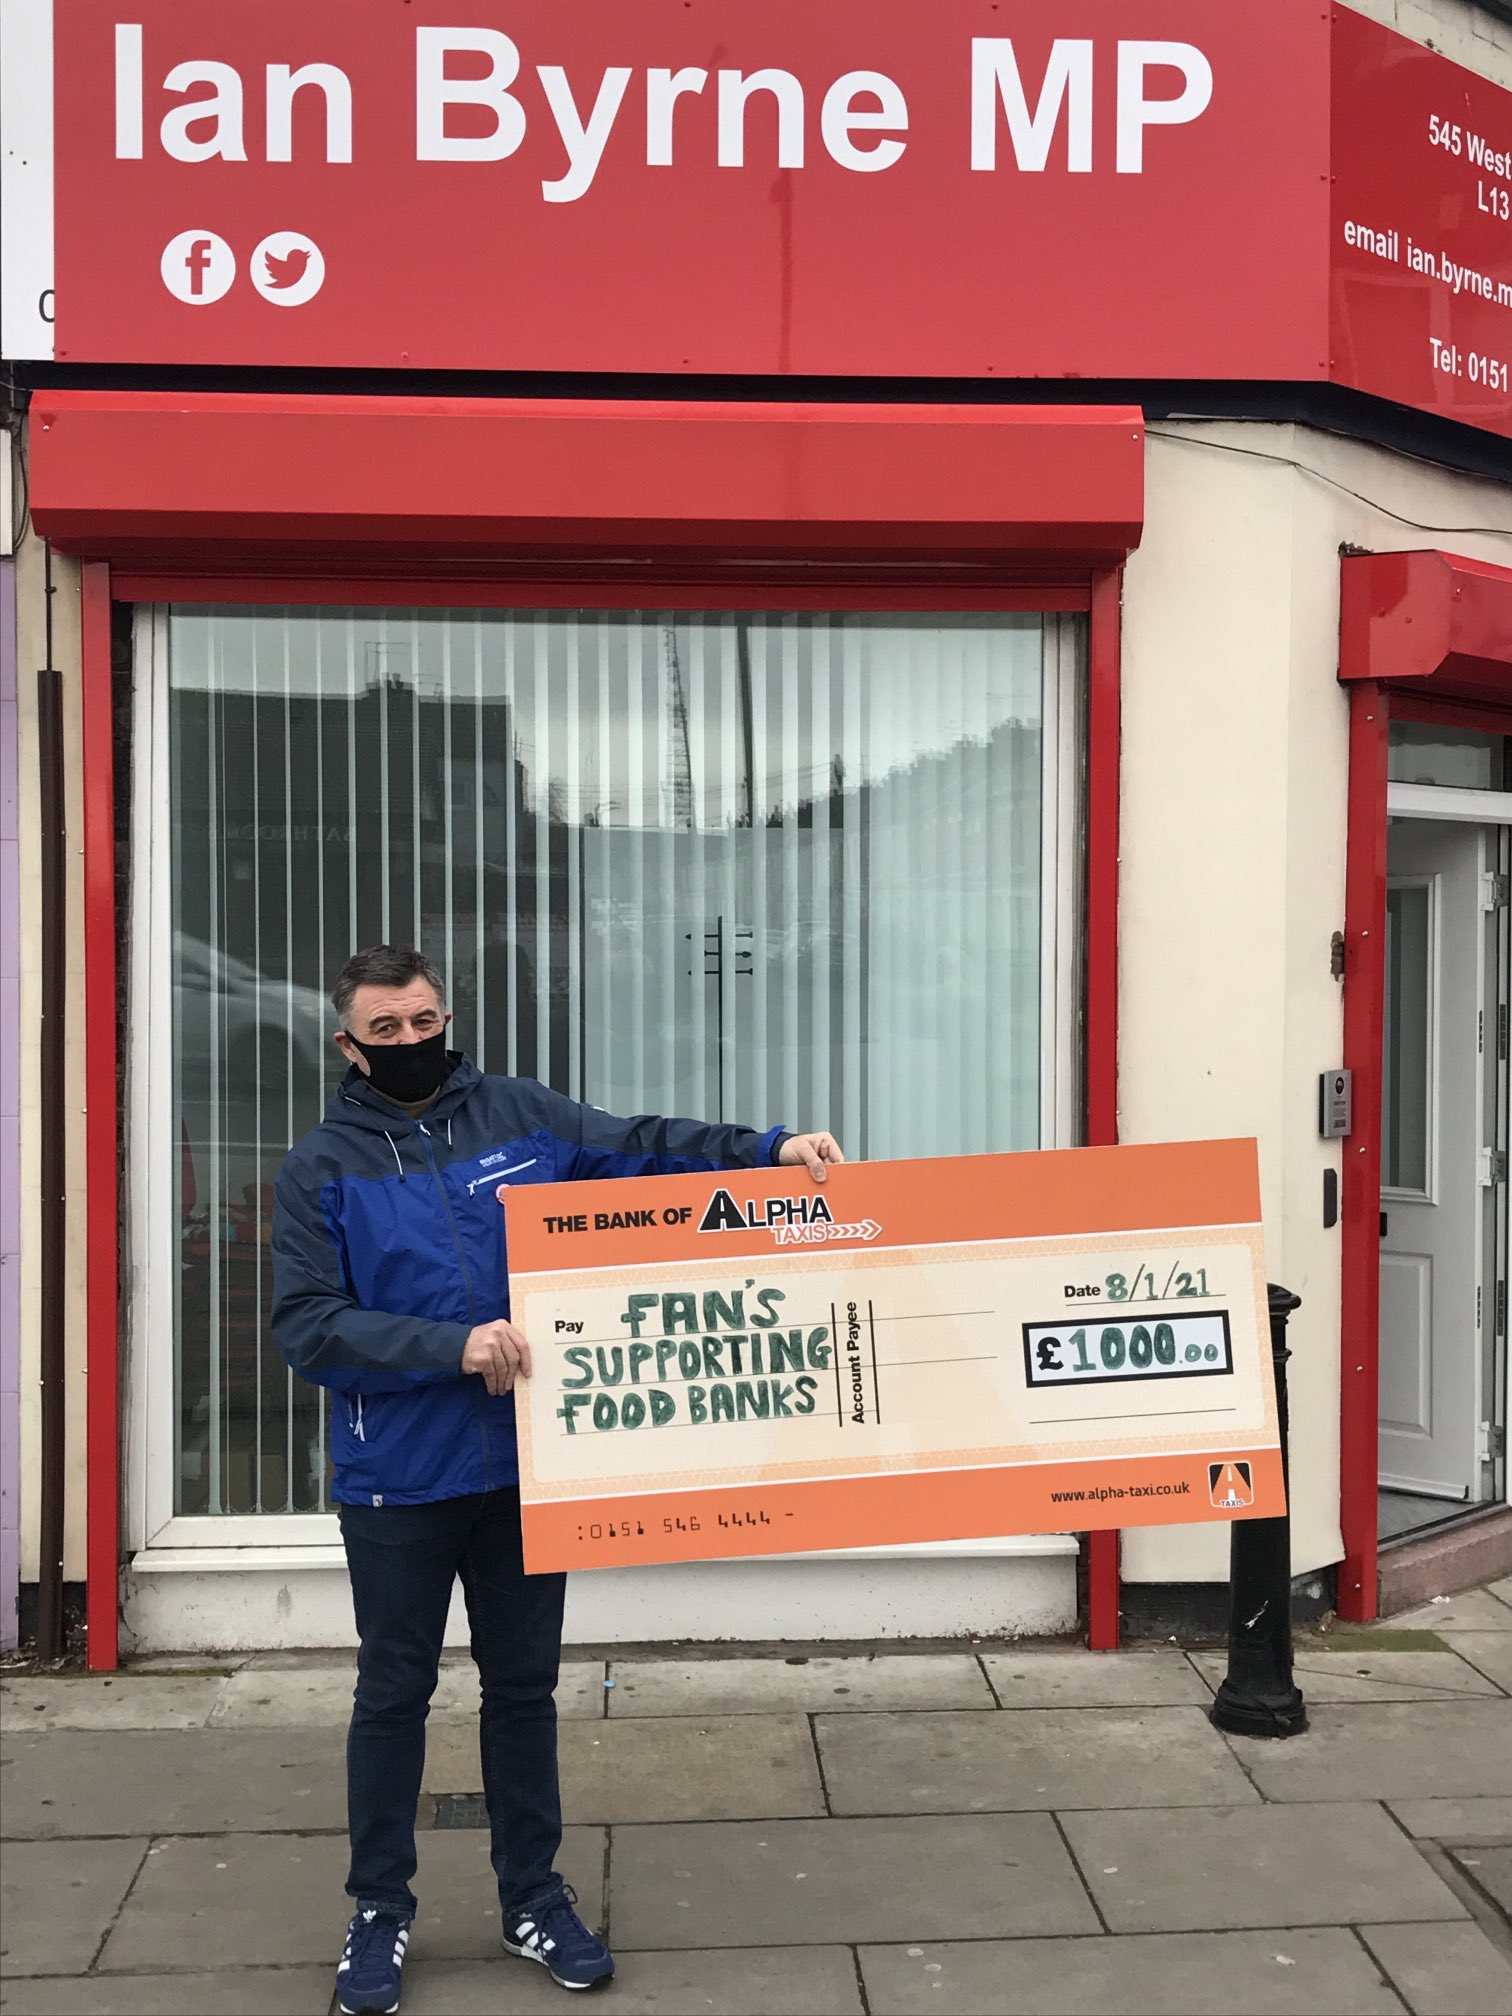 Ian Byrne MP
545 West
L13
email ian.byrne.m
Tel: 0151
THE BANK OF ALPHA
TAXIS
Pay FAN'S
SUPPORTING
FOOD BANKS
Account Payee
Date 8/1/21
£1000.00
www.alpha-taxi.co.uk
TAXIS
:0151 546 4444 -